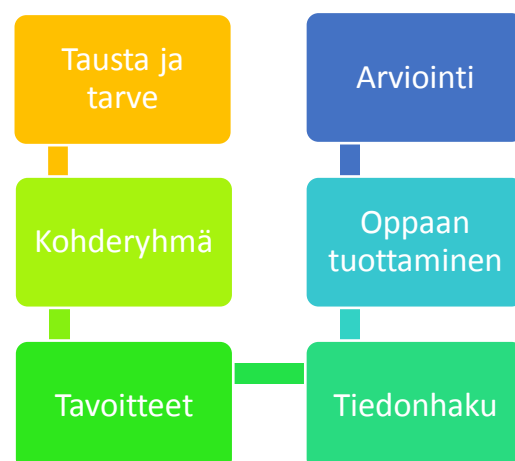 Tausta ja
tarve
Kohderyhmä
Tavoitteet
Tiedonhaku
Oppaan
tuottaminen
Arviointi